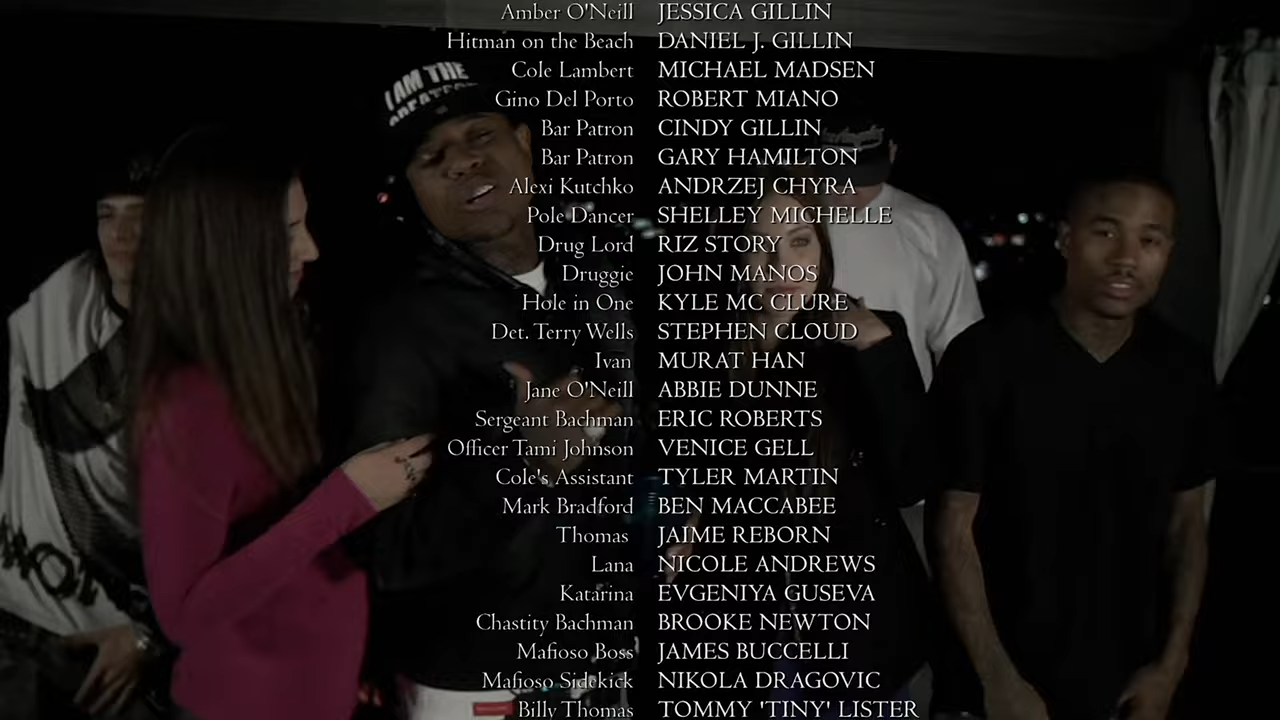 I AM THE
GREATEST
Amber O'Neill JESSICA GILLIN
Hitman on the Beach DANIEL J. GILLIN
Cole Lambert MICHAEL MADSEN
Gino Del Porto ROBERT MIANO
Bar Patron CINDY GILLIN
Bar Patron GARY HAMILTON
Alexi Kutchko ANDRZEJ CHYRA
Pole Dancer SHELLEY MICHELLE
Drug Lord RIZ STORY
Druggie JOHN MANOS
Hole in One KYLE MC CLURE
Det. Terry Wells STEPHEN CLOUD
Ivan MURAT HAN
Jane O'Neill ABBIE DUNNE
Sergeant Bachman ERIC ROBERTS
Officer Tami Johnson VENICE GELL
Cole's Assistant TYLER MARTIN
Mark Bradford BEN MACCABEE
Thomas JAIME REBORN
Lana NICOLE ANDREWS
Katarina EVGENIYA GUSEVA
Chastity Bachman BROOKE NEWTON
Mafioso Boss JAMES BUCCELLI
Mafioso Sidekick NIKOLA DRAGOVIC
Billy Thomas TOMMY 'TINY' LISTER